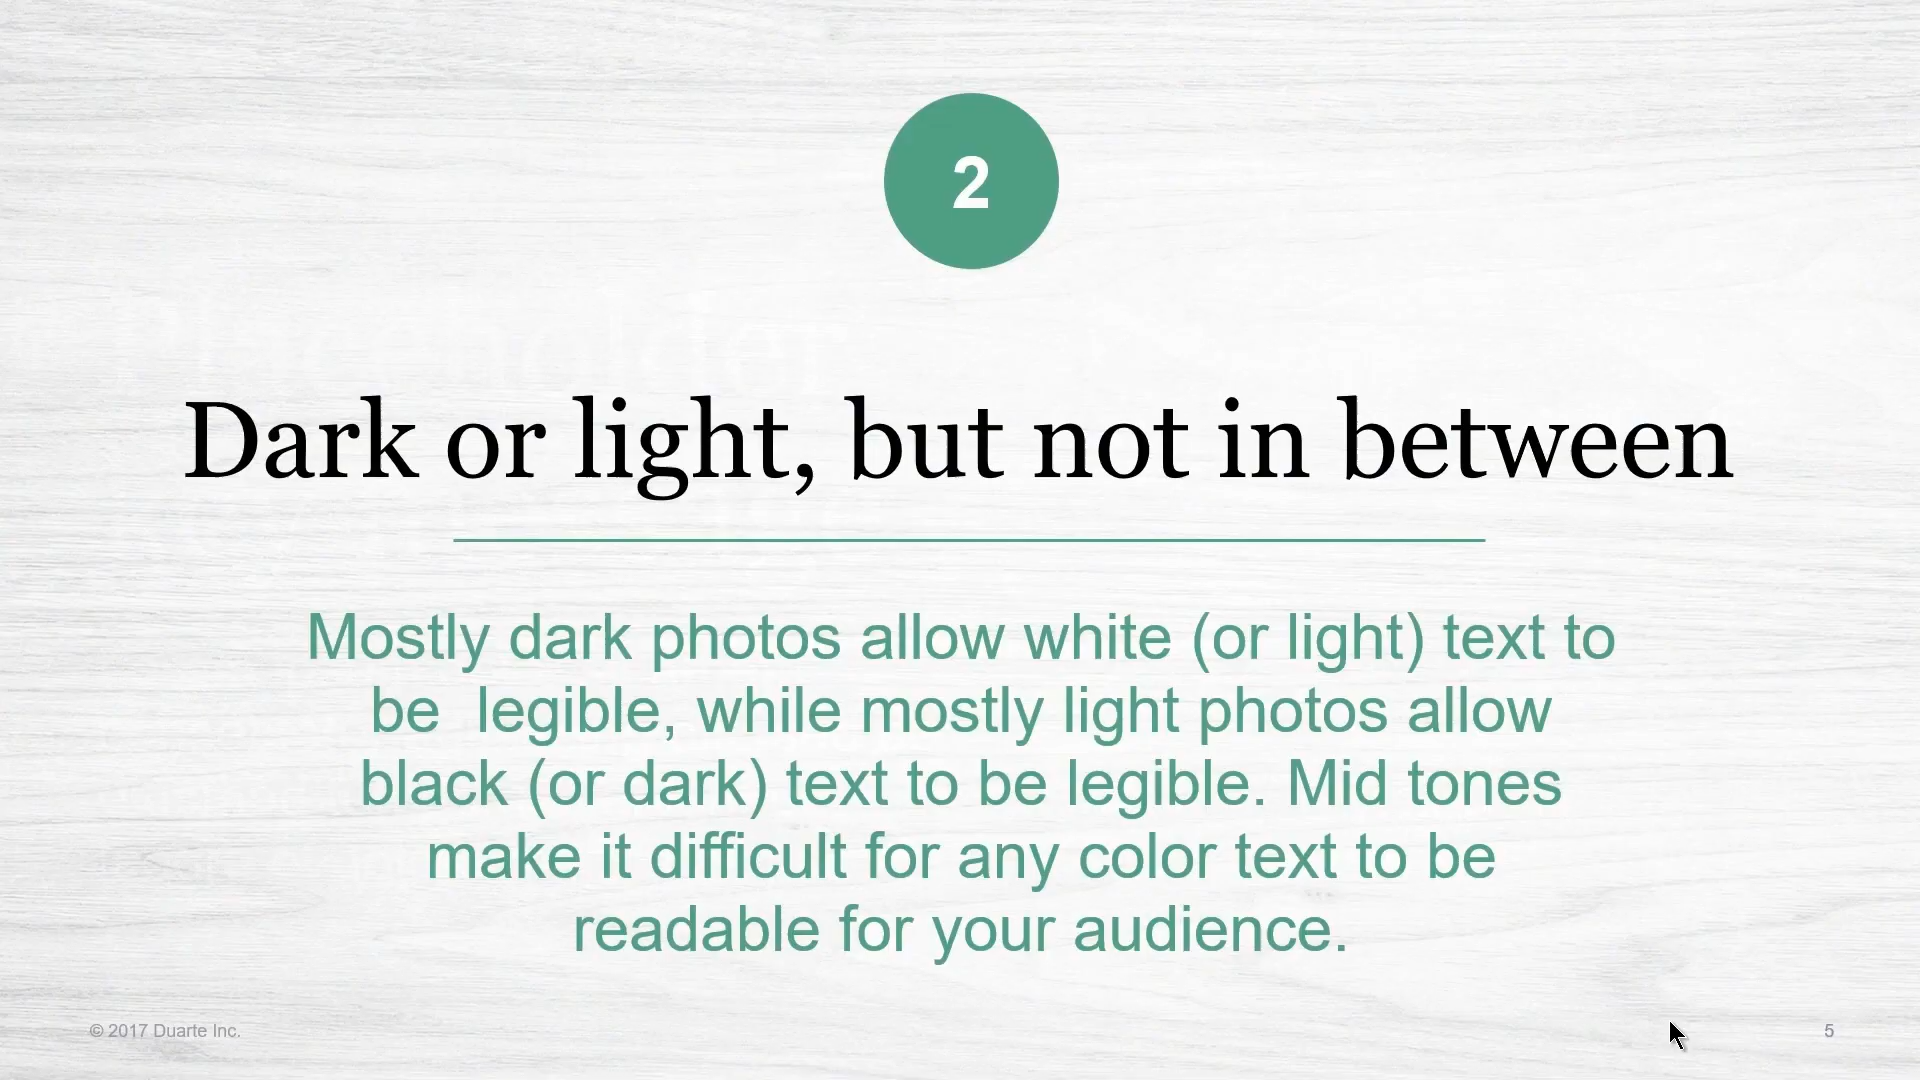 2
Dark or light, but not in between
Mostly dark photos allow white (or light) text to
be  legible, while mostly light photos allow
black (or dark) text to be legible. Mid tones
make it difficult for any color text to be
readable for your audience.
© 2017 Duarte Inc.
5